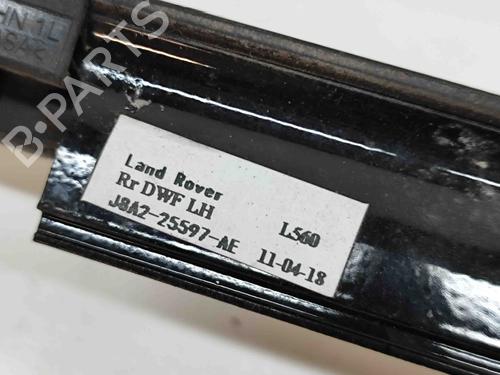 B-PARTS
Land Rover
Rr DWF LH L560
J8A2-25597-AE 11-04-18